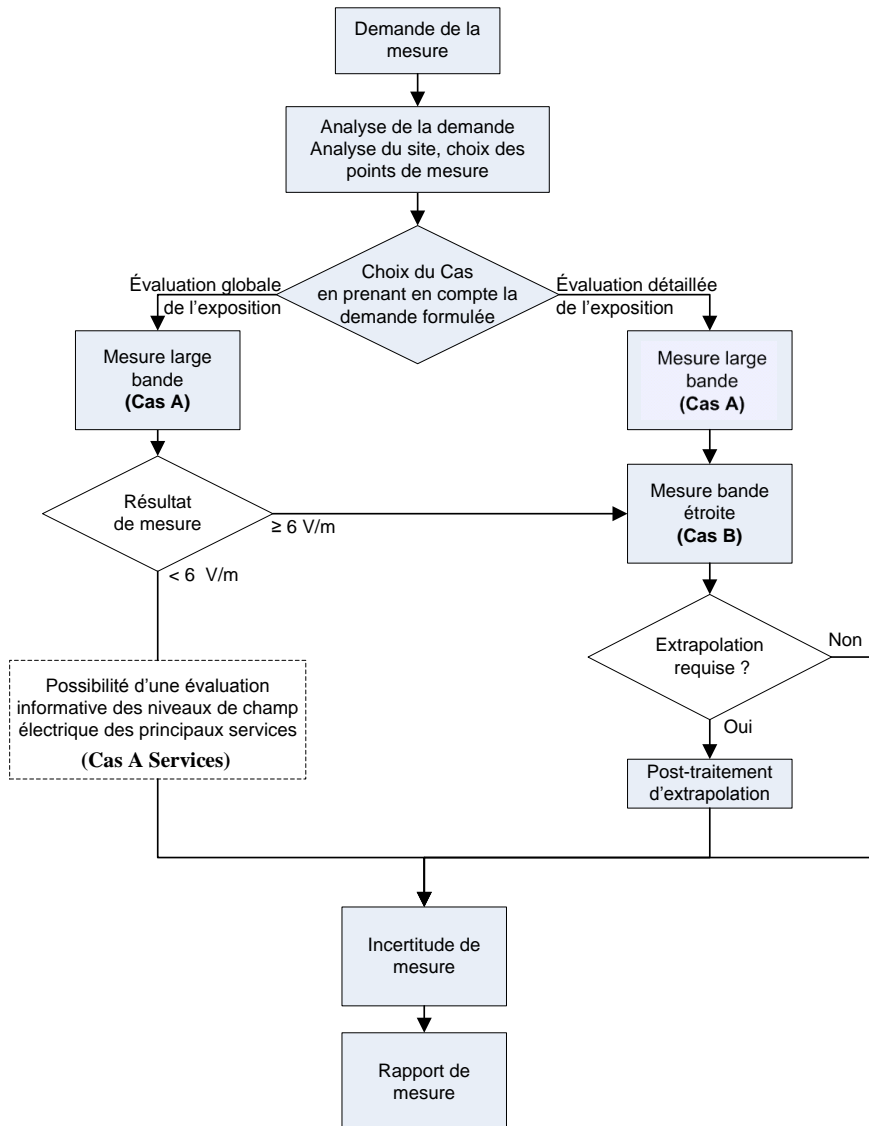 Demande de la
mesure
Analyse de la demande
Analyse du site, choix des
points de mesure
Choix du Cas
en prenant en compte la
demande formulée
Évaluation globale
de l'exposition
Évaluation détaillée
de l'exposition
Mesure large
bande
(Cas A)
Mesure large
bande
(Cas A)
Résultat
de mesure
≥ 6 V/m
< 6 V/m
Mesure bande
étroite
(Cas B)
Extrapolation
requise ?
Non
Oui
Possibilité d'une évaluation
informative des niveaux de champ
électrique des principaux services
(Cas A Services)
Post-traitement
d'extrapolation
Incertitude de
mesure
Rapport de
mesure